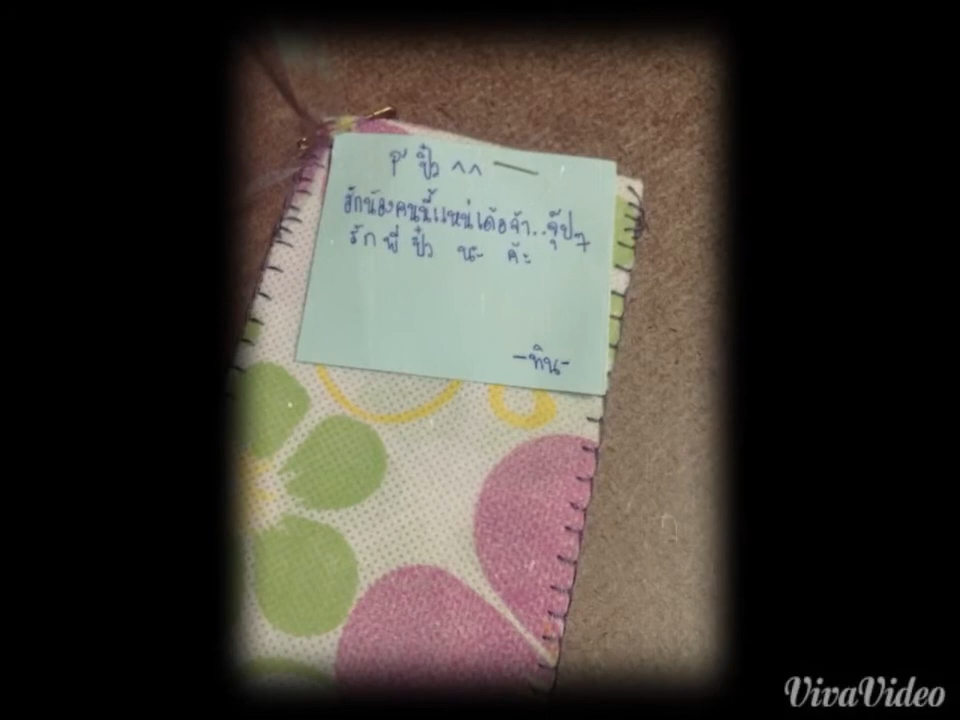 P' ปิ๋ว ^^
ฮักน้องคนนี้แหน่เด้อจ้า..จุ๊ปๆ
รักพี่ปิ๋ว นะ ค้ะ
-ทิน-
VivaVideo